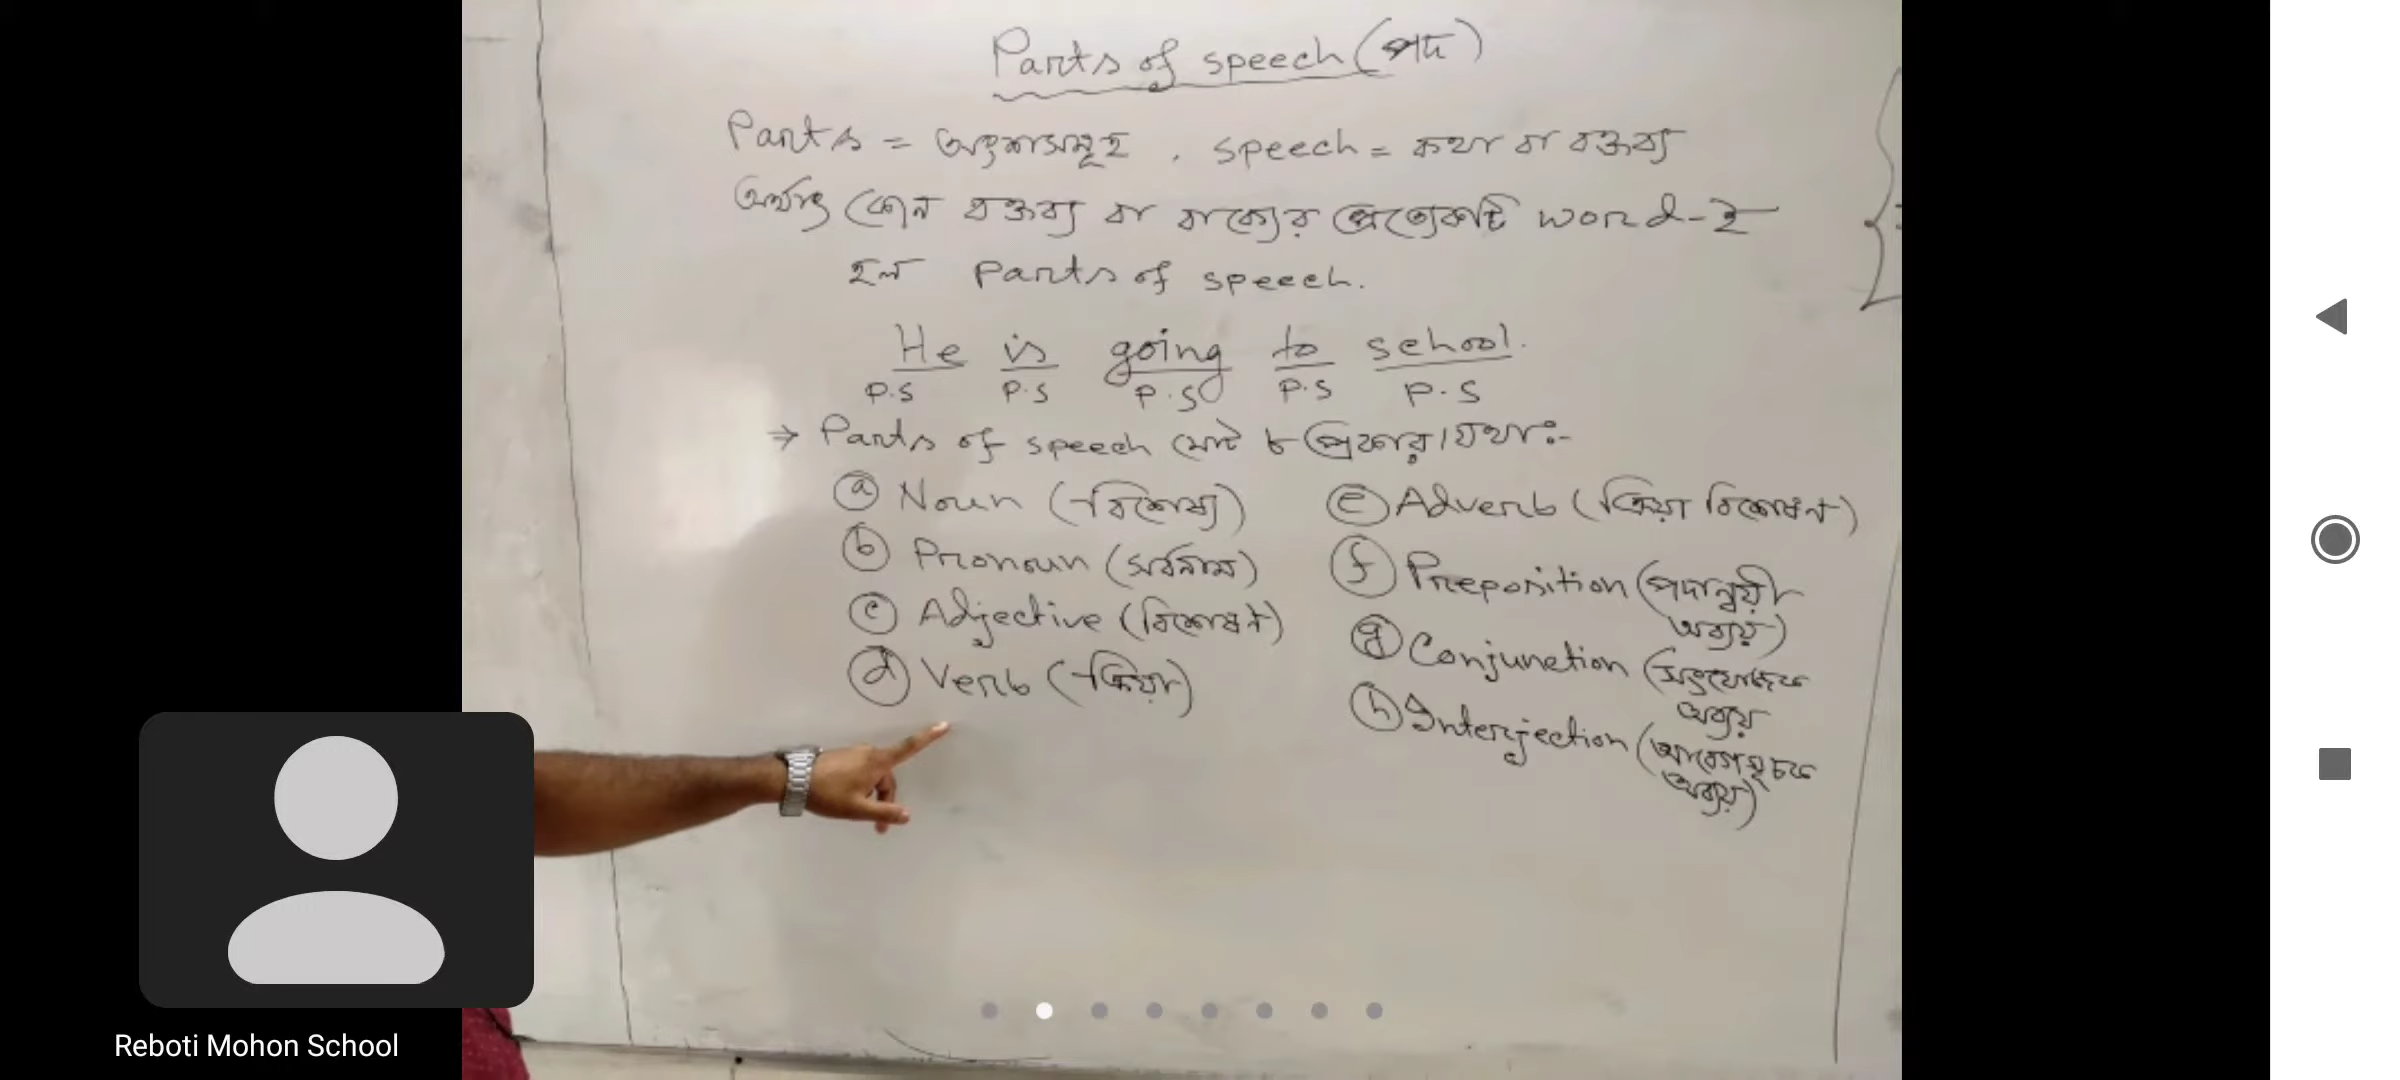 Parts of speech (পদ)
Parts = অংশসমূহ , speech = কথা বা বক্তব্য
অর্থাৎ কোন বক্তব্য বা বাক্যের প্রত্যেকটি word-ই
হল parts of speech.
He is going to school.
P.S P.S P.S P.S P.S
⇒ Parts of speech মোট ৮ প্রকার। যথাঃ-
ⓐ Noun (বিশেষ্য)
ⓑ Pronoun (সর্বনাম)
ⓒ Adjective (বিশেষণ)
ⓓ Verb (ক্রিয়া)
ⓔ Adverb (ক্রিয়া বিশেষণ)
ⓕ Preposition (পদান্বয়ী
অব্যয়)
ⓖ Conjunction (সংযোজক
অব্যয়
ⓗ Interjection (আবেগসূচক
অব্যয়)
Reboti Mohon School